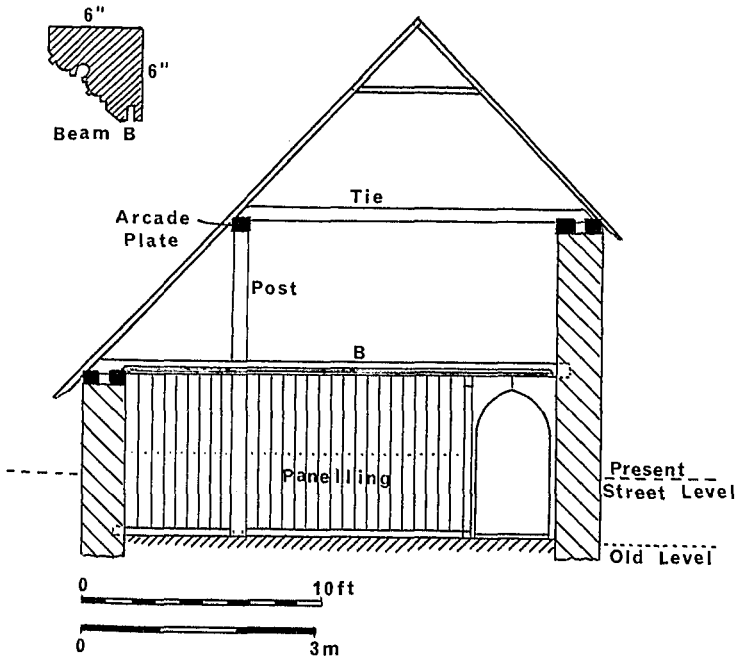 6"
6"
Beam B
Tie
Arcade
Plate
Post
B
Panelling
Present
Street Level
Old Level
0 10ft
0 3m